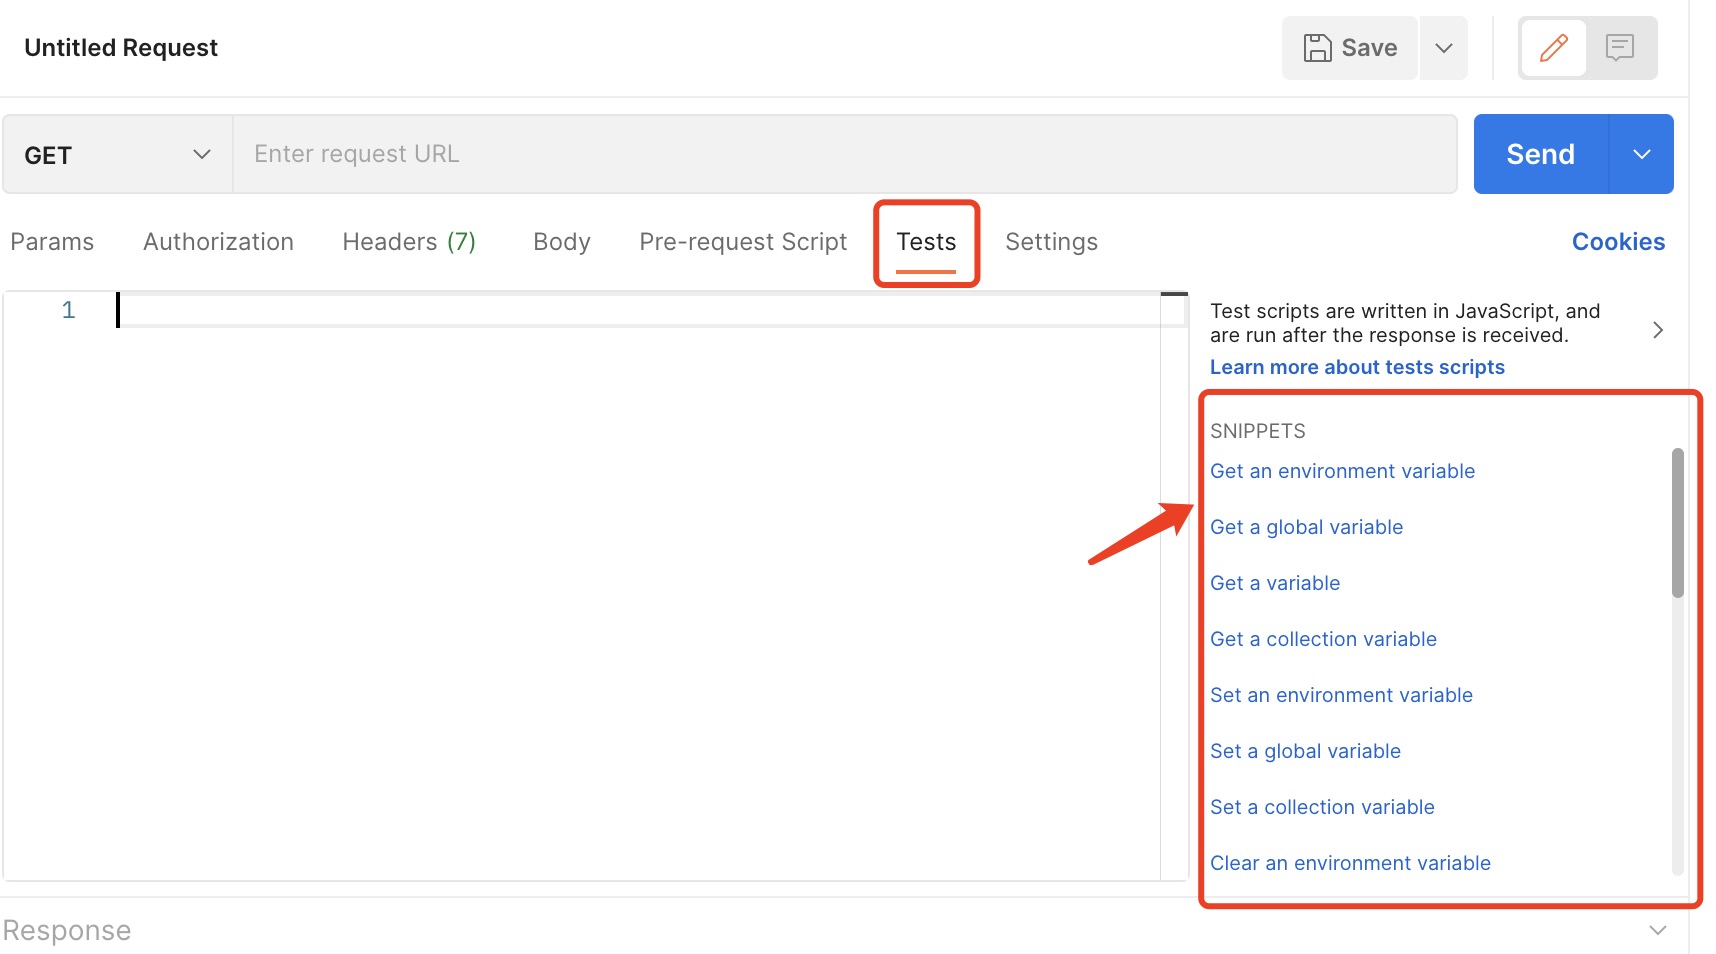 Untitled Request
Save
GET
Enter request URL
Send
Params
Authorization
Headers (7)
Body
Pre-request Script
Tests
Settings
Cookies
1
Test scripts are written in JavaScript, and
are run after the response is received.
Learn more about tests scripts
SNIPPETS
Get an environment variable
Get a global variable
Get a variable
Get a collection variable
Set an environment variable
Set a global variable
Set a collection variable
Clear an environment variable
Response